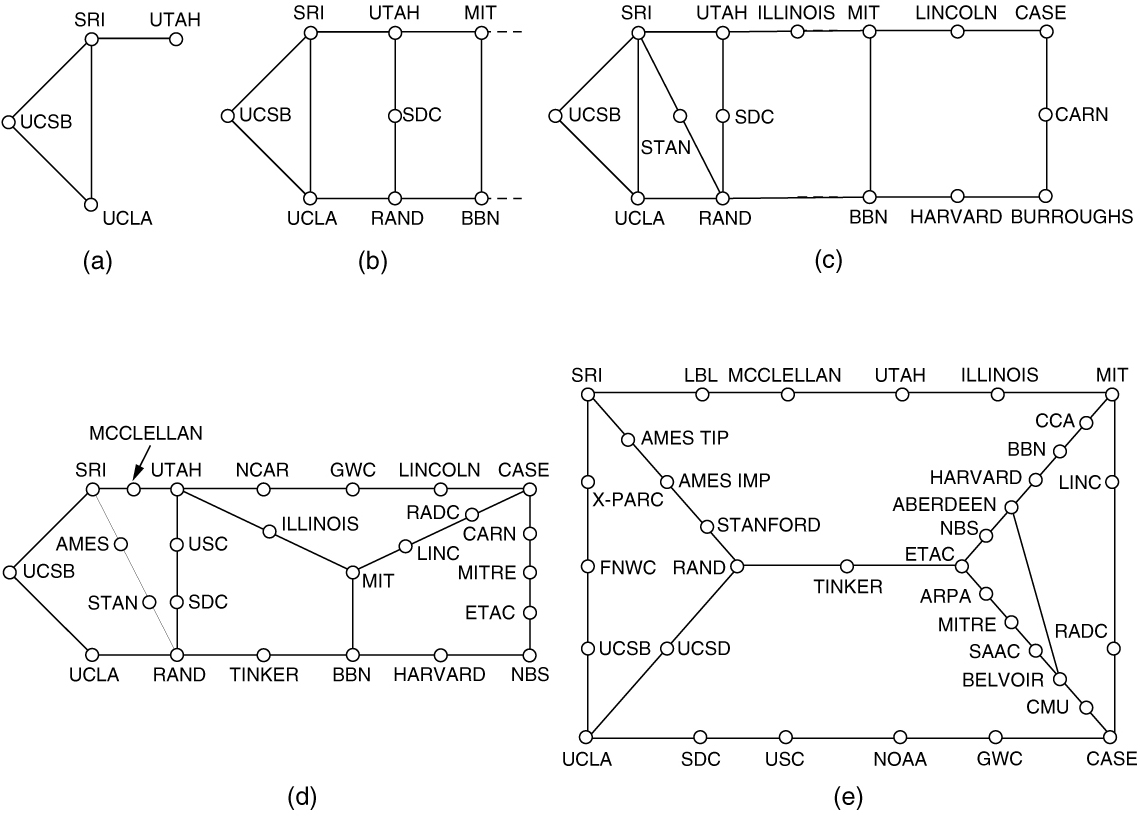 SRI UTAH
UCSB
UCLA
(a)
SRI UTAH MIT
UCSB SDC
UCLA RAND BBN
(b)
SRI UTAH ILLINOIS MIT LINCOLN CASE
UCSB SDC CARN
STAN
UCLA RAND BBN HARVARD BURROUGHS
(c)
MCCLELLAN
SRI UTAH NCAR GWC LINCOLN CASE
RADC
ILLINOIS CARN
AMES USC LINC
UCSB MIT MITRE
STAN SDC ETAC
UCLA RAND TINKER BBN HARVARD NBS
(d)
SRI LBL MCCLELLAN UTAH ILLINOIS MIT
CCA
AMES TIP
BBN
AMES IMP HARVARD LINC
X-PARC ABERDEEN
STANFORD NBS
ETAC
FNWC RAND
TINKER
ARPA
MITRE RADC
UCSB UCSD SAAC
BELVOIR
CMU
UCLA SDC USC NOAA GWC CASE
(e)